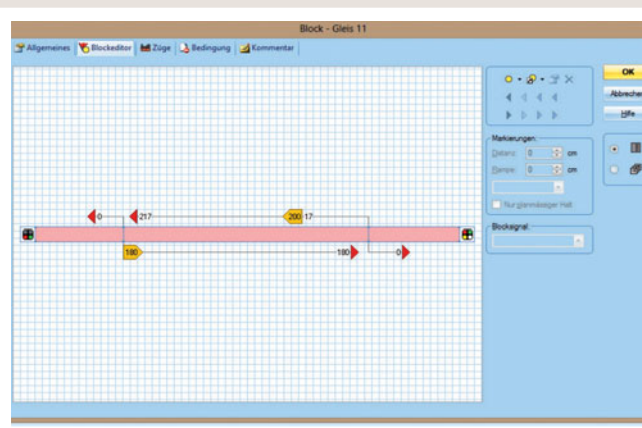 Block - Gleis 11
Allgemeines Blockeditor Züge Bedingung Kommentar
OK
Abbrechen
Hilfe
Markierungen:
Distanz: 0 cm
Rampe: 0 cm
Nur planmässiger Halt
Blocksignal:
0 217 200 17
180 180 0